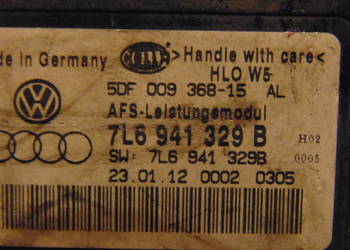 Made in Germany HELLA >Handle with care<
HLO W5
5DF 009 368-15 AL
AFS-Leistungsmodul
7L6 941 329 B H02
SW: 7L6 941 329B 0005
23.01.12 0002 0305